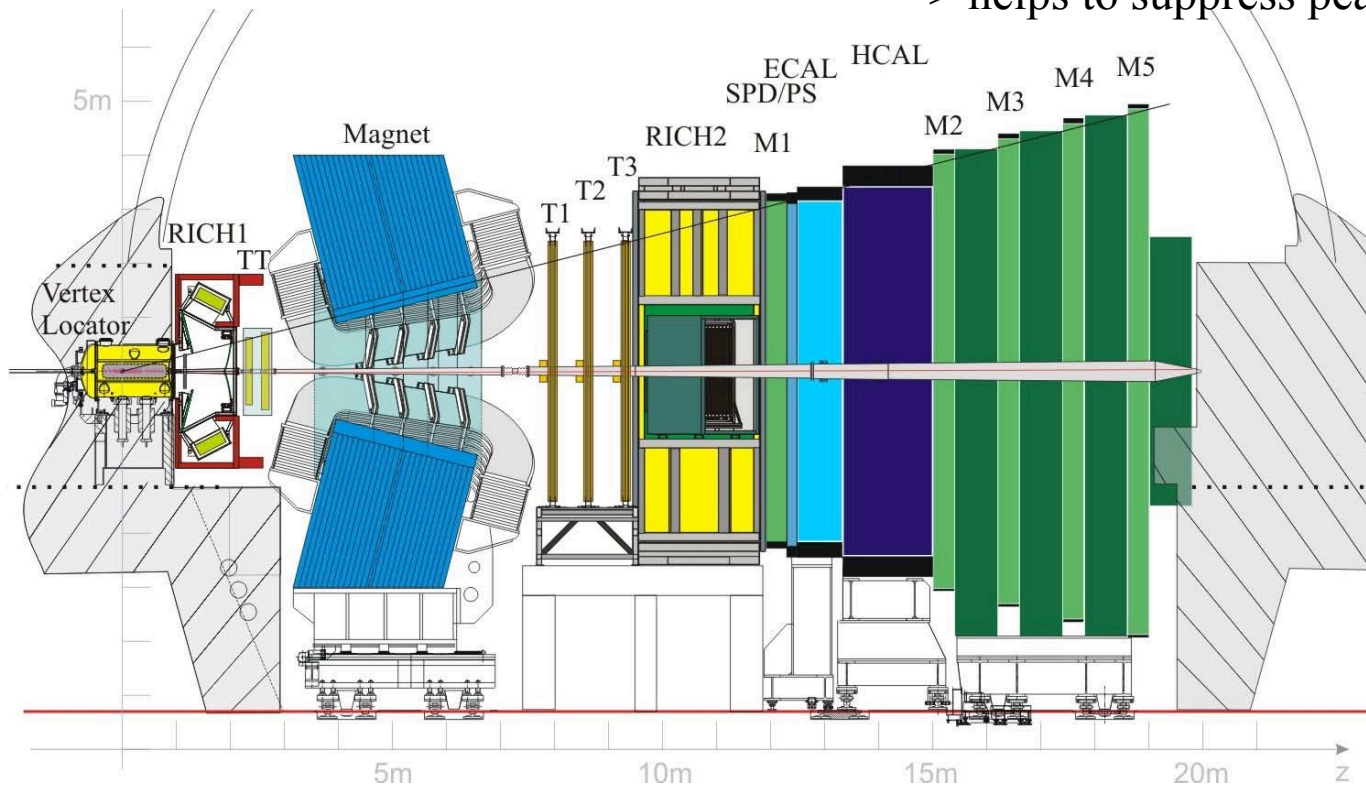 -> helps to suppress pea
HCAL
ECAL
M5
SPD/PS
M4
5m
M3
M2
Magnet
RICH2
M1
T3
T2
T1
RICH1
TT
Vertex
Locator
5m
10m
15m
20m
z